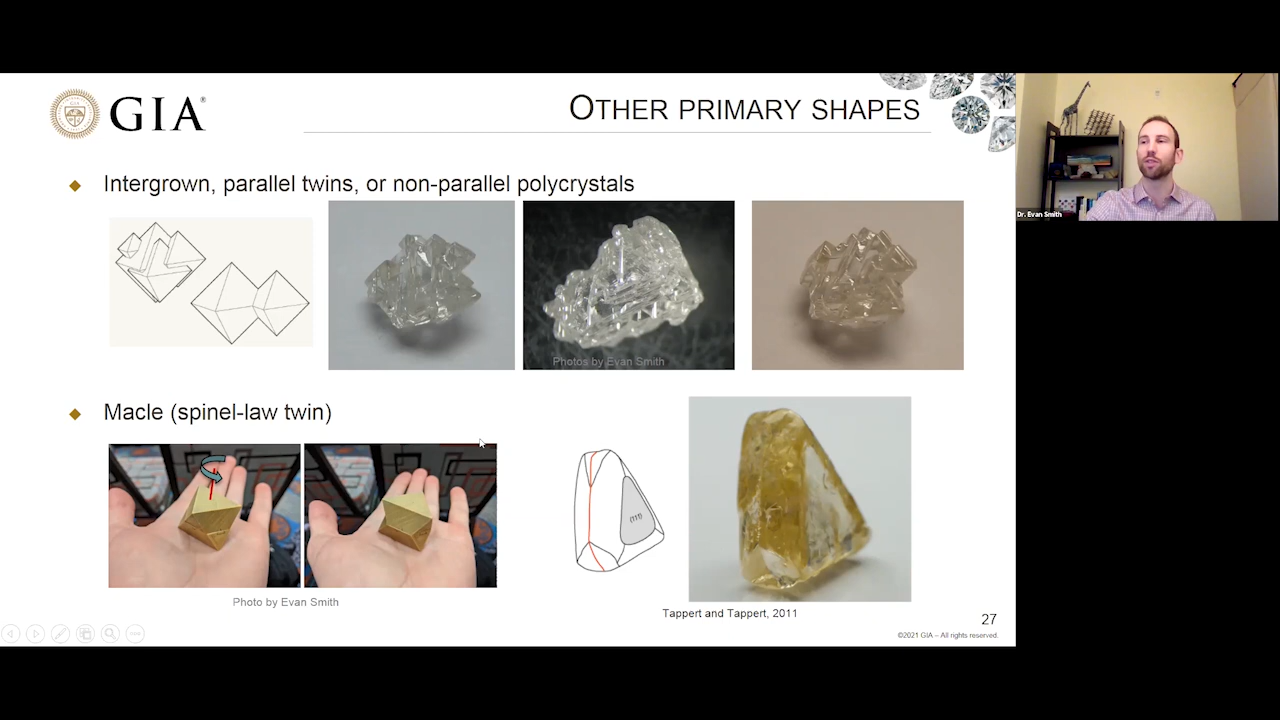 GIA®
OTHER PRIMARY SHAPES
Dr. Evan Smith
Intergrown, parallel twins, or non-parallel polycrystals
Photos by Evan Smith
Macle (spinel-law twin)
(111)
Photo by Evan Smith
Tappert and Tappert, 2011
27
©2021 GIA – All rights reserved.